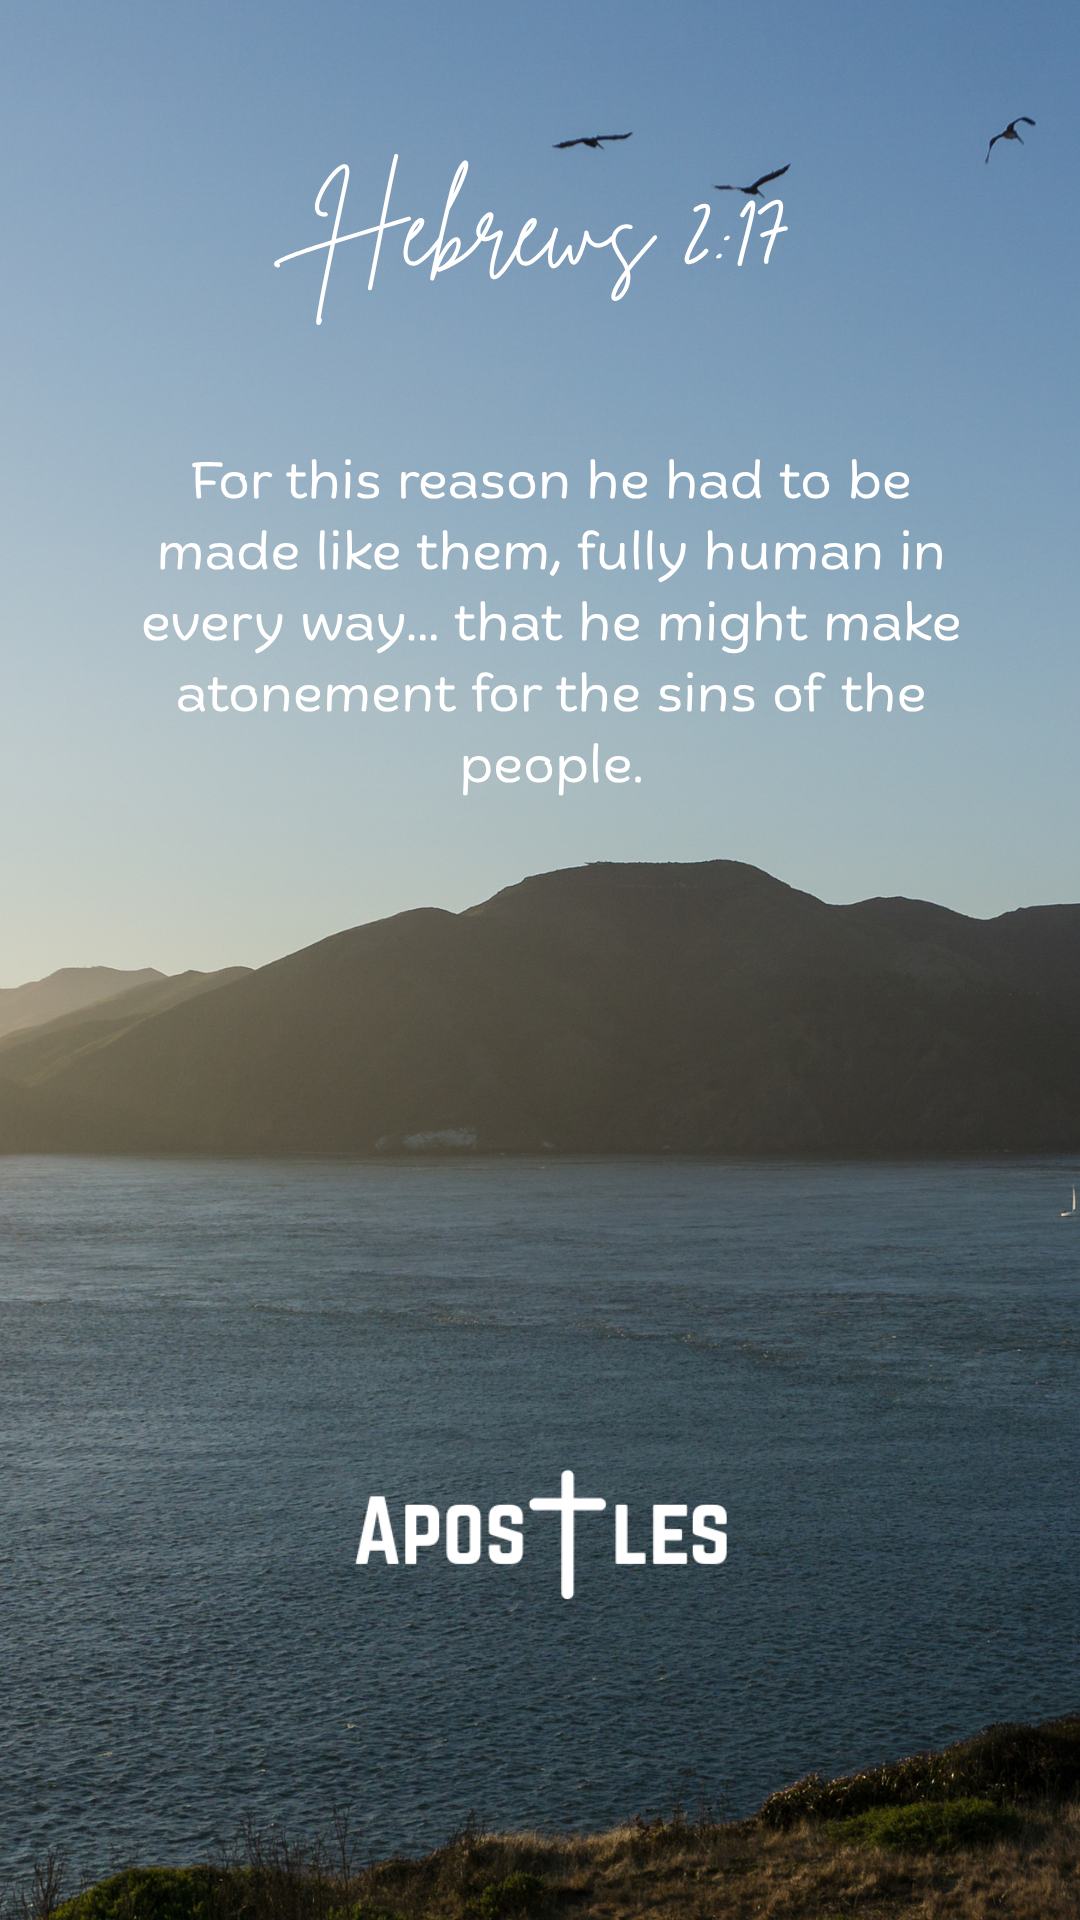 Hebrews 2:17
For this reason he had to be
made like them, fully human in
every way... that he might make
atonement for the sins of the
people.
APOSTLES